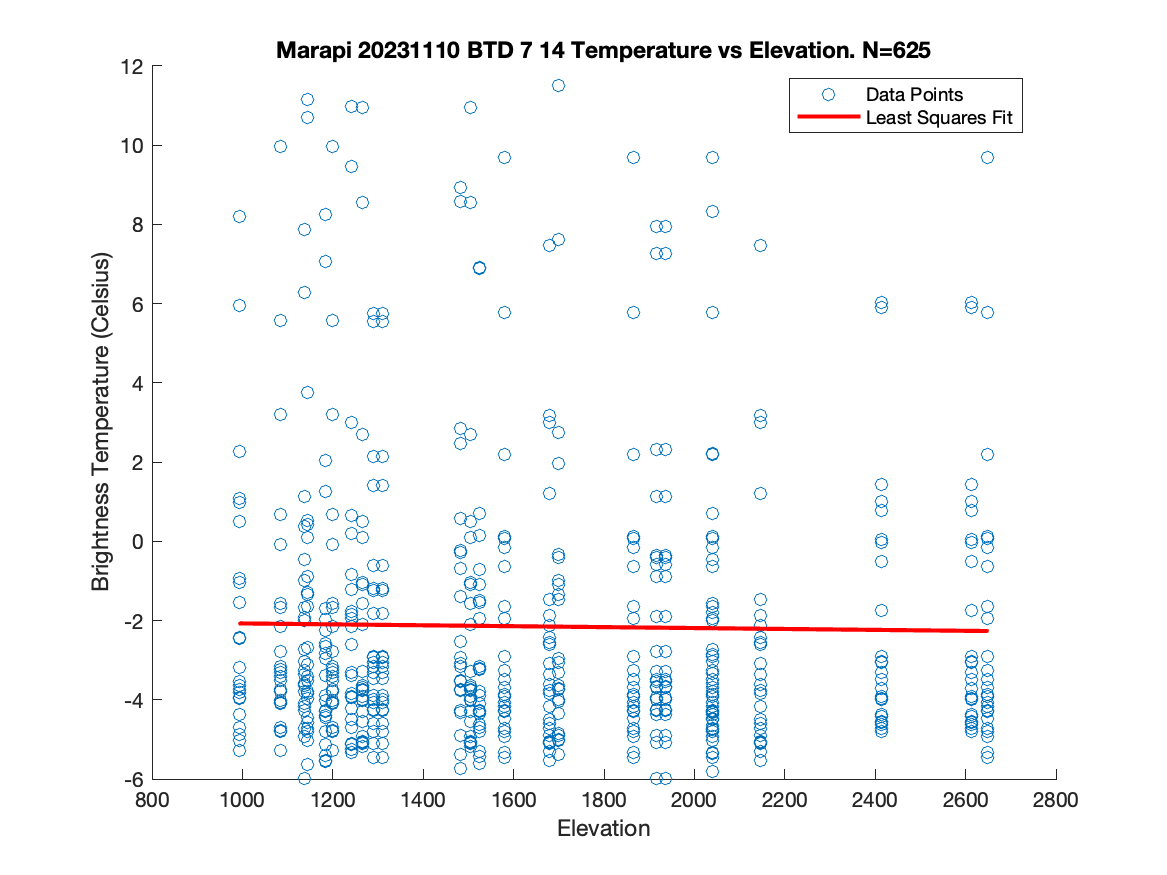 Marapi 20231110 BTD 7 14 Temperature vs Elevation. N=625
Data Points
Least Squares Fit
Brightness Temperature (Celsius)
12
10
8
6
4
2
0
-2
-4
-6
800 1000 1200 1400 1600 1800 2000 2200 2400 2600 2800
Elevation